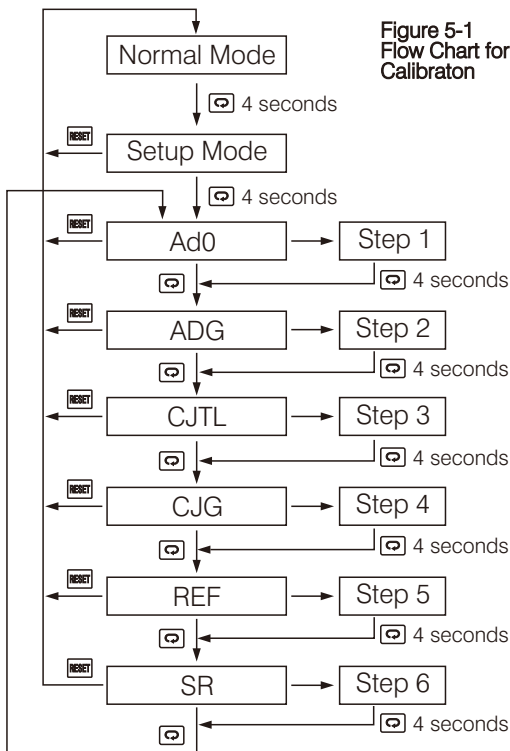 Figure 5-1
Flow Chart for
Calibraton
Normal Mode
4 seconds
RESET
Setup Mode
4 seconds
RESET
Ad0
Step 1
4 seconds
RESET
ADG
Step 2
4 seconds
RESET
CJTL
Step 3
4 seconds
RESET
CJG
Step 4
4 seconds
RESET
REF
Step 5
4 seconds
RESET
SR
Step 6
4 seconds